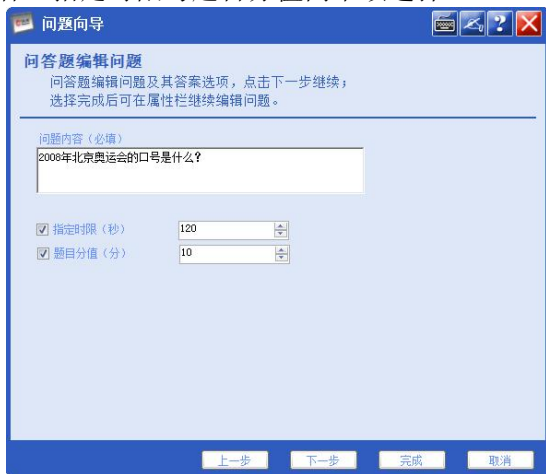 问题向导
问答题编辑问题
问答题编辑问题及其答案选项，点击下一步继续；
选择完成后可在属性栏继续编辑问题。
问题内容（必填）
2008年北京奥运会的口号是什么？
指定时限（秒） 120
题目分值（分） 10
上一步 下一步 完成 取消